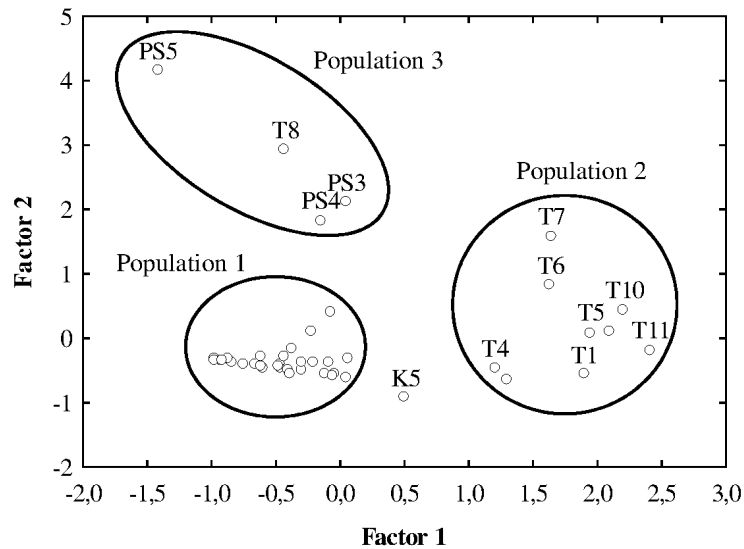 5
PS5
Population 3
4
T8
3
PS3
PS4
Population 2
2
T7
Factor 2
Population 1
T6
1
T10
T5
T11
0
T4
T1
K5
-1
-2
-2,0 -1,5 -1,0 -0,5 0,0 0,5 1,0 1,5 2,0 2,5 3,0
Factor 1